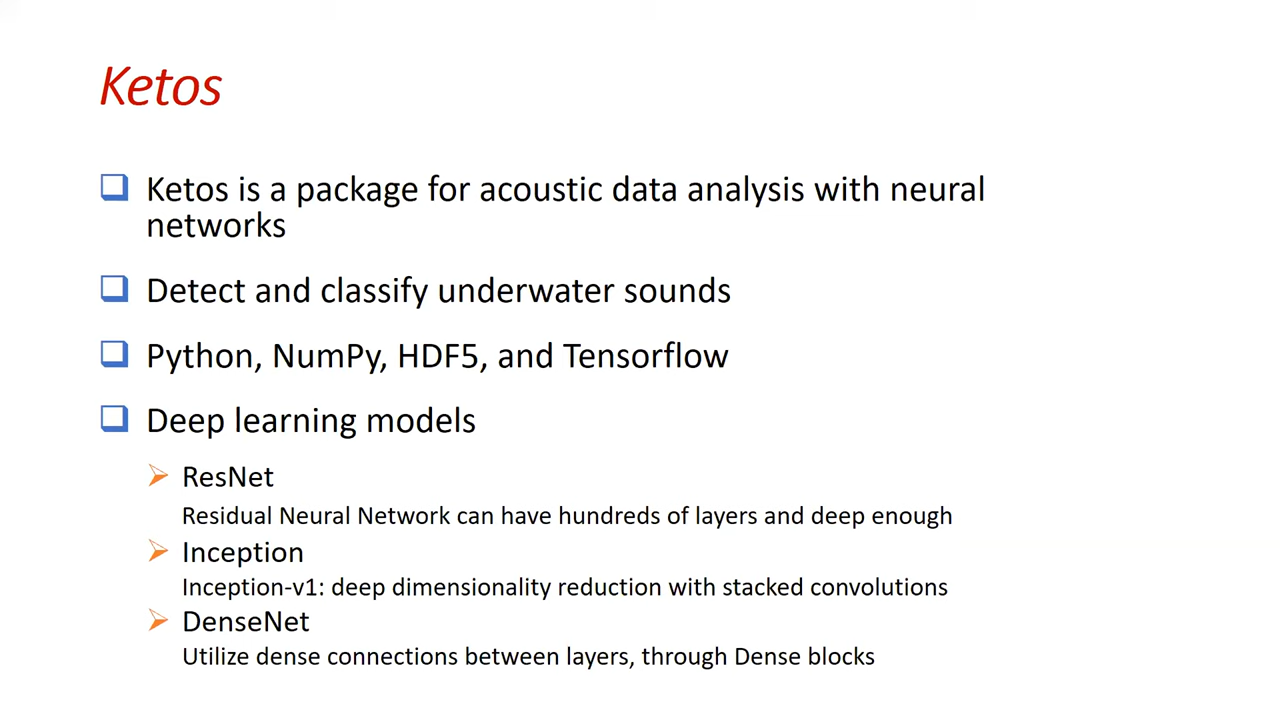 Ketos
Ketos is a package for acoustic data analysis with neural
networks
Detect and classify underwater sounds
Python, NumPy, HDF5, and Tensorflow
Deep learning models
ResNet
Residual Neural Network can have hundreds of layers and deep enough
Inception
Inception-v1: deep dimensionality reduction with stacked convolutions
DenseNet
Utilize dense connections between layers, through Dense blocks